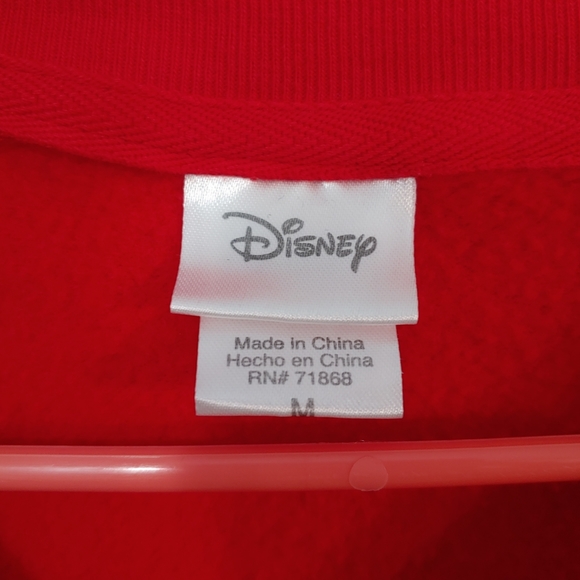 Disney
Made in China
Hecho en China
RN# 71868
M